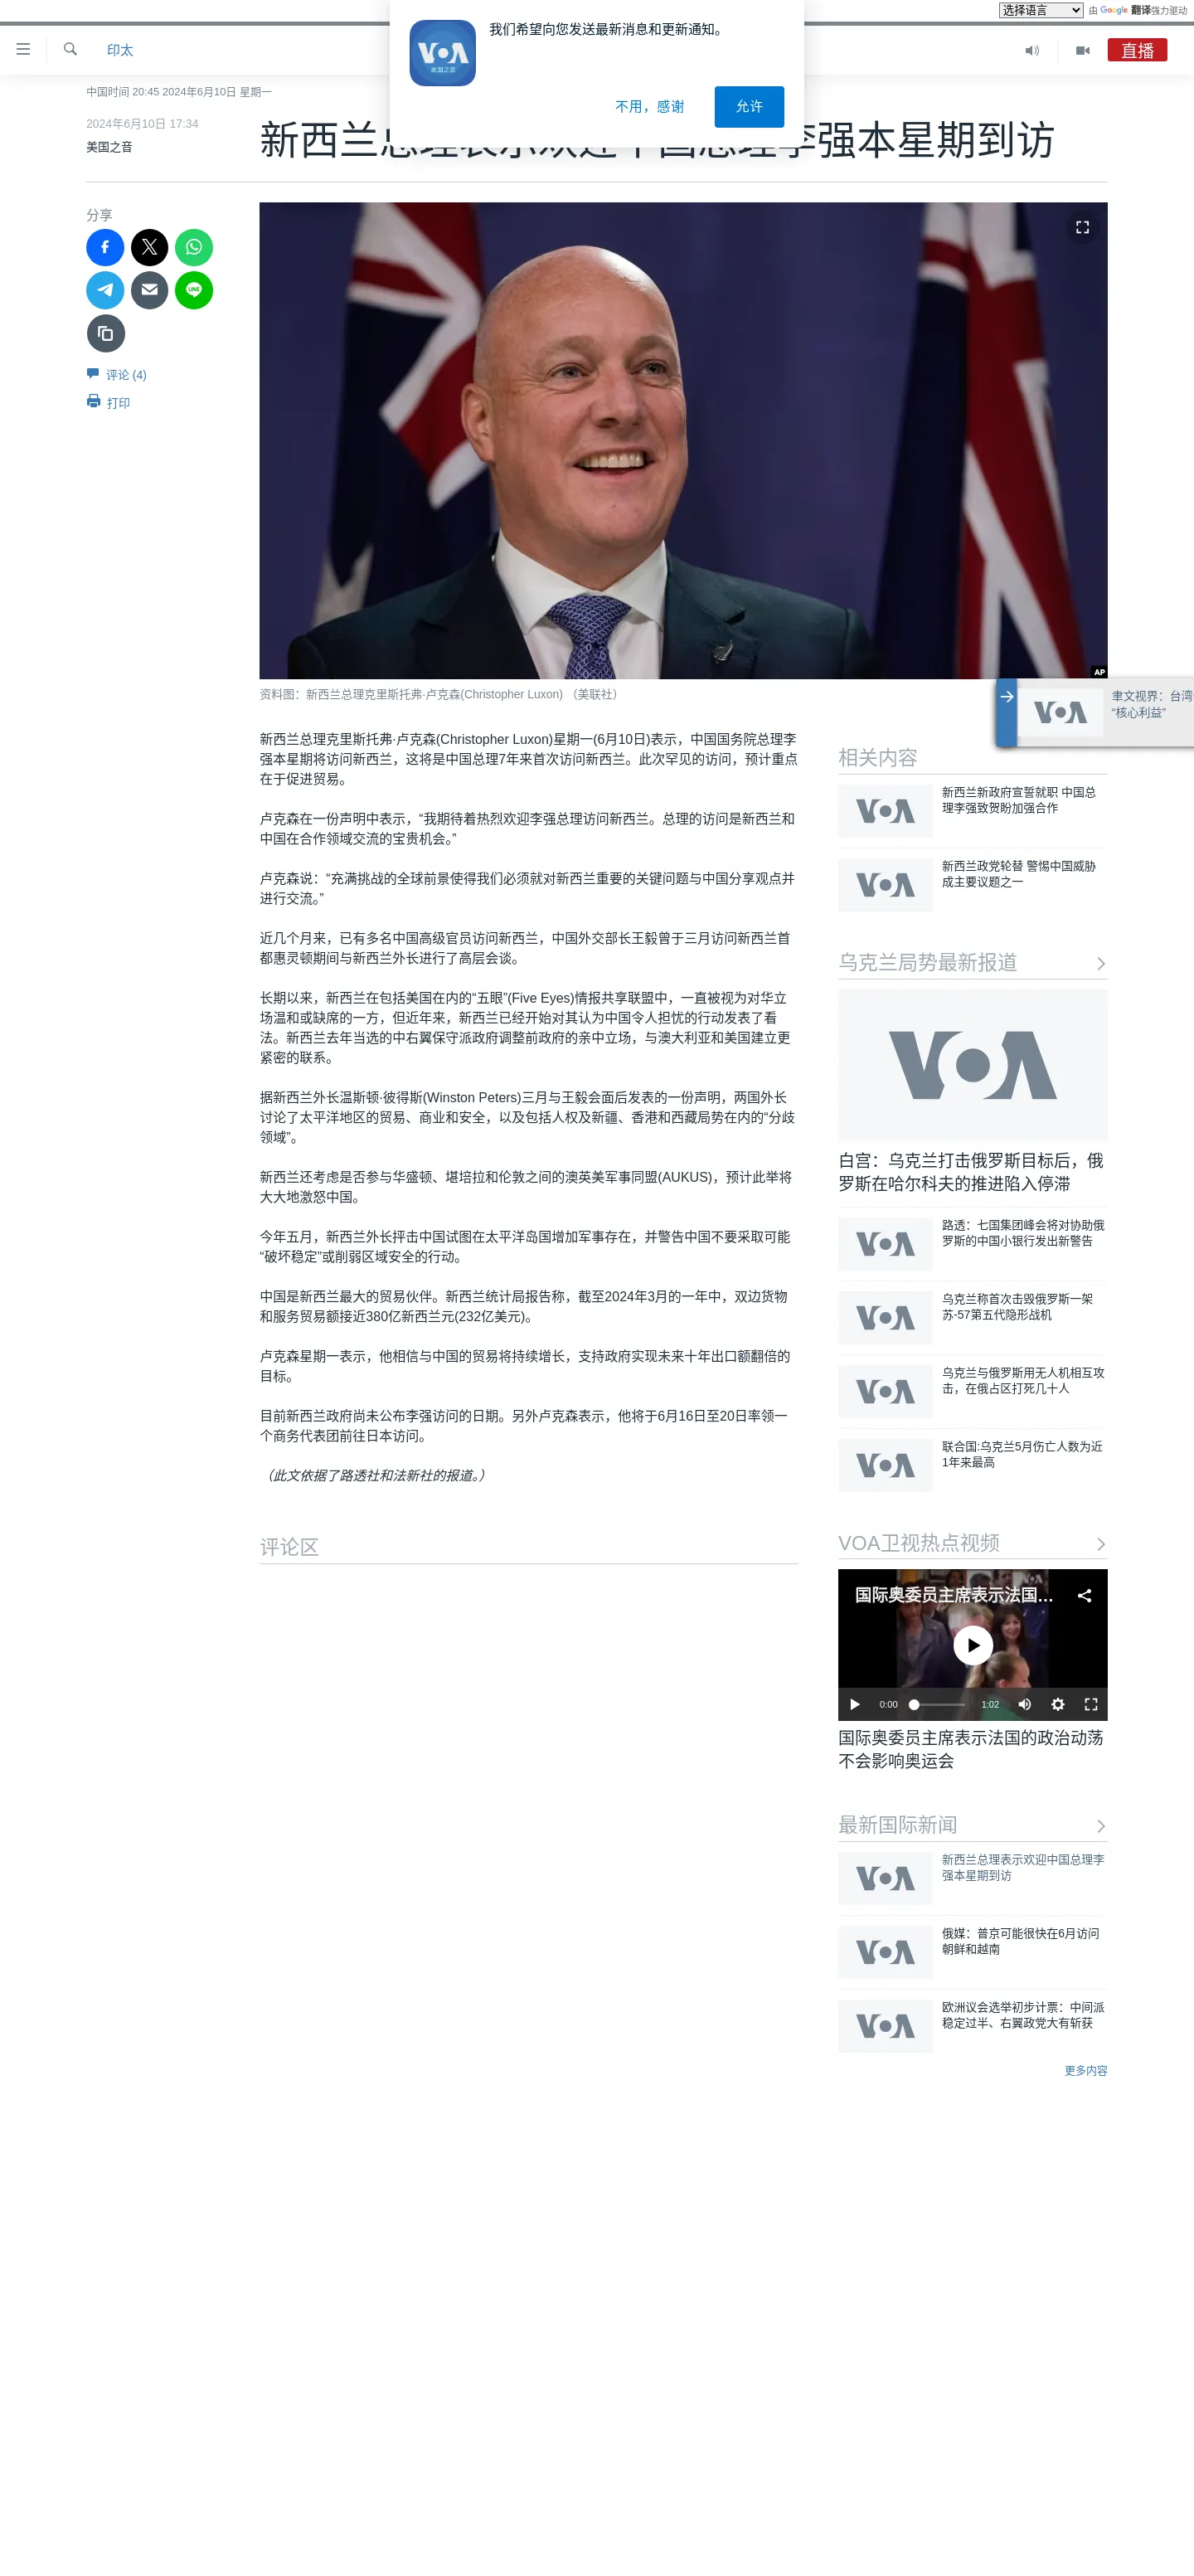 选择语言
由 Google 翻译强力驱动
印太
直播
VOA
美国之音
我们希望向您发送最新消息和更新通知。
不用，感谢
允许
中国时间 20:45 2024年6月10日 星期一
2024年6月10日 17:34
美国之音
新西兰总理表示欢迎中国总理李强本星期到访
分享
LINE
评论 (4)
打印
AP
资料图：新西兰总理克里斯托弗·卢克森(Christopher Luxon) （美联社）
新西兰总理克里斯托弗·卢克森(Christopher Luxon)星期一(6月10日)表示，中国国务院总理李
强本星期将访问新西兰，这将是中国总理7年来首次访问新西兰。此次罕见的访问，预计重点
在于促进贸易。
卢克森在一份声明中表示，“我期待着热烈欢迎李强总理访问新西兰。总理的访问是新西兰和
中国在合作领域交流的宝贵机会。”
卢克森说：“充满挑战的全球前景使得我们必须就对新西兰重要的关键问题与中国分享观点并
进行交流。”
近几个月来，已有多名中国高级官员访问新西兰，中国外交部长王毅曾于三月访问新西兰首
都惠灵顿期间与新西兰外长进行了高层会谈。
长期以来，新西兰在包括美国在内的“五眼”(Five Eyes)情报共享联盟中，一直被视为对华立
场温和或缺席的一方，但近年来，新西兰已经开始对其认为中国令人担忧的行动发表了看
法。新西兰去年当选的中右翼保守派政府调整前政府的亲中立场，与澳大利亚和美国建立更
紧密的联系。
据新西兰外长温斯顿·彼得斯(Winston Peters)三月与王毅会面后发表的一份声明，两国外长
讨论了太平洋地区的贸易、商业和安全，以及包括人权及新疆、香港和西藏局势在内的“分歧
领域”。
新西兰还考虑是否参与华盛顿、堪培拉和伦敦之间的澳英美军事同盟(AUKUS)，预计此举将
大大地激怒中国。
今年五月，新西兰外长抨击中国试图在太平洋岛国增加军事存在，并警告中国不要采取可能
“破坏稳定”或削弱区域安全的行动。
中国是新西兰最大的贸易伙伴。新西兰统计局报告称，截至2024年3月的一年中，双边货物
和服务贸易额接近380亿新西兰元(232亿美元)。
卢克森星期一表示，他相信与中国的贸易将持续增长，支持政府实现未来十年出口额翻倍的
目标。
目前新西兰政府尚未公布李强访问的日期。另外卢克森表示，他将于6月16日至20日率领一
个商务代表团前往日本访问。
（此文依据了路透社和法新社的报道。）
评论区
VOA
聿文视界：台湾
“核心利益”
相关内容
VOA
新西兰新政府宣誓就职 中国总
理李强致贺盼加强合作
VOA
新西兰政党轮替 警惕中国威胁
成主要议题之一
乌克兰局势最新报道
VOA
白宫：乌克兰打击俄罗斯目标后，俄
罗斯在哈尔科夫的推进陷入停滞
VOA
路透：七国集团峰会将对协助俄
罗斯的中国小银行发出新警告
VOA
乌克兰称首次击毁俄罗斯一架
苏-57第五代隐形战机
VOA
乌克兰与俄罗斯用无人机相互攻
击，在俄占区打死几十人
VOA
联合国:乌克兰5月伤亡人数为近
1年来最高
VOA卫视热点视频
VOA
国际奥委员主席表示法国...
0:00
1:02
国际奥委员主席表示法国的政治动荡
不会影响奥运会
最新国际新闻
VOA
新西兰总理表示欢迎中国总理李
强本星期到访
VOA
俄媒：普京可能很快在6月访问
朝鲜和越南
VOA
欧洲议会选举初步计票：中间派
稳定过半、右翼政党大有斩获
更多内容